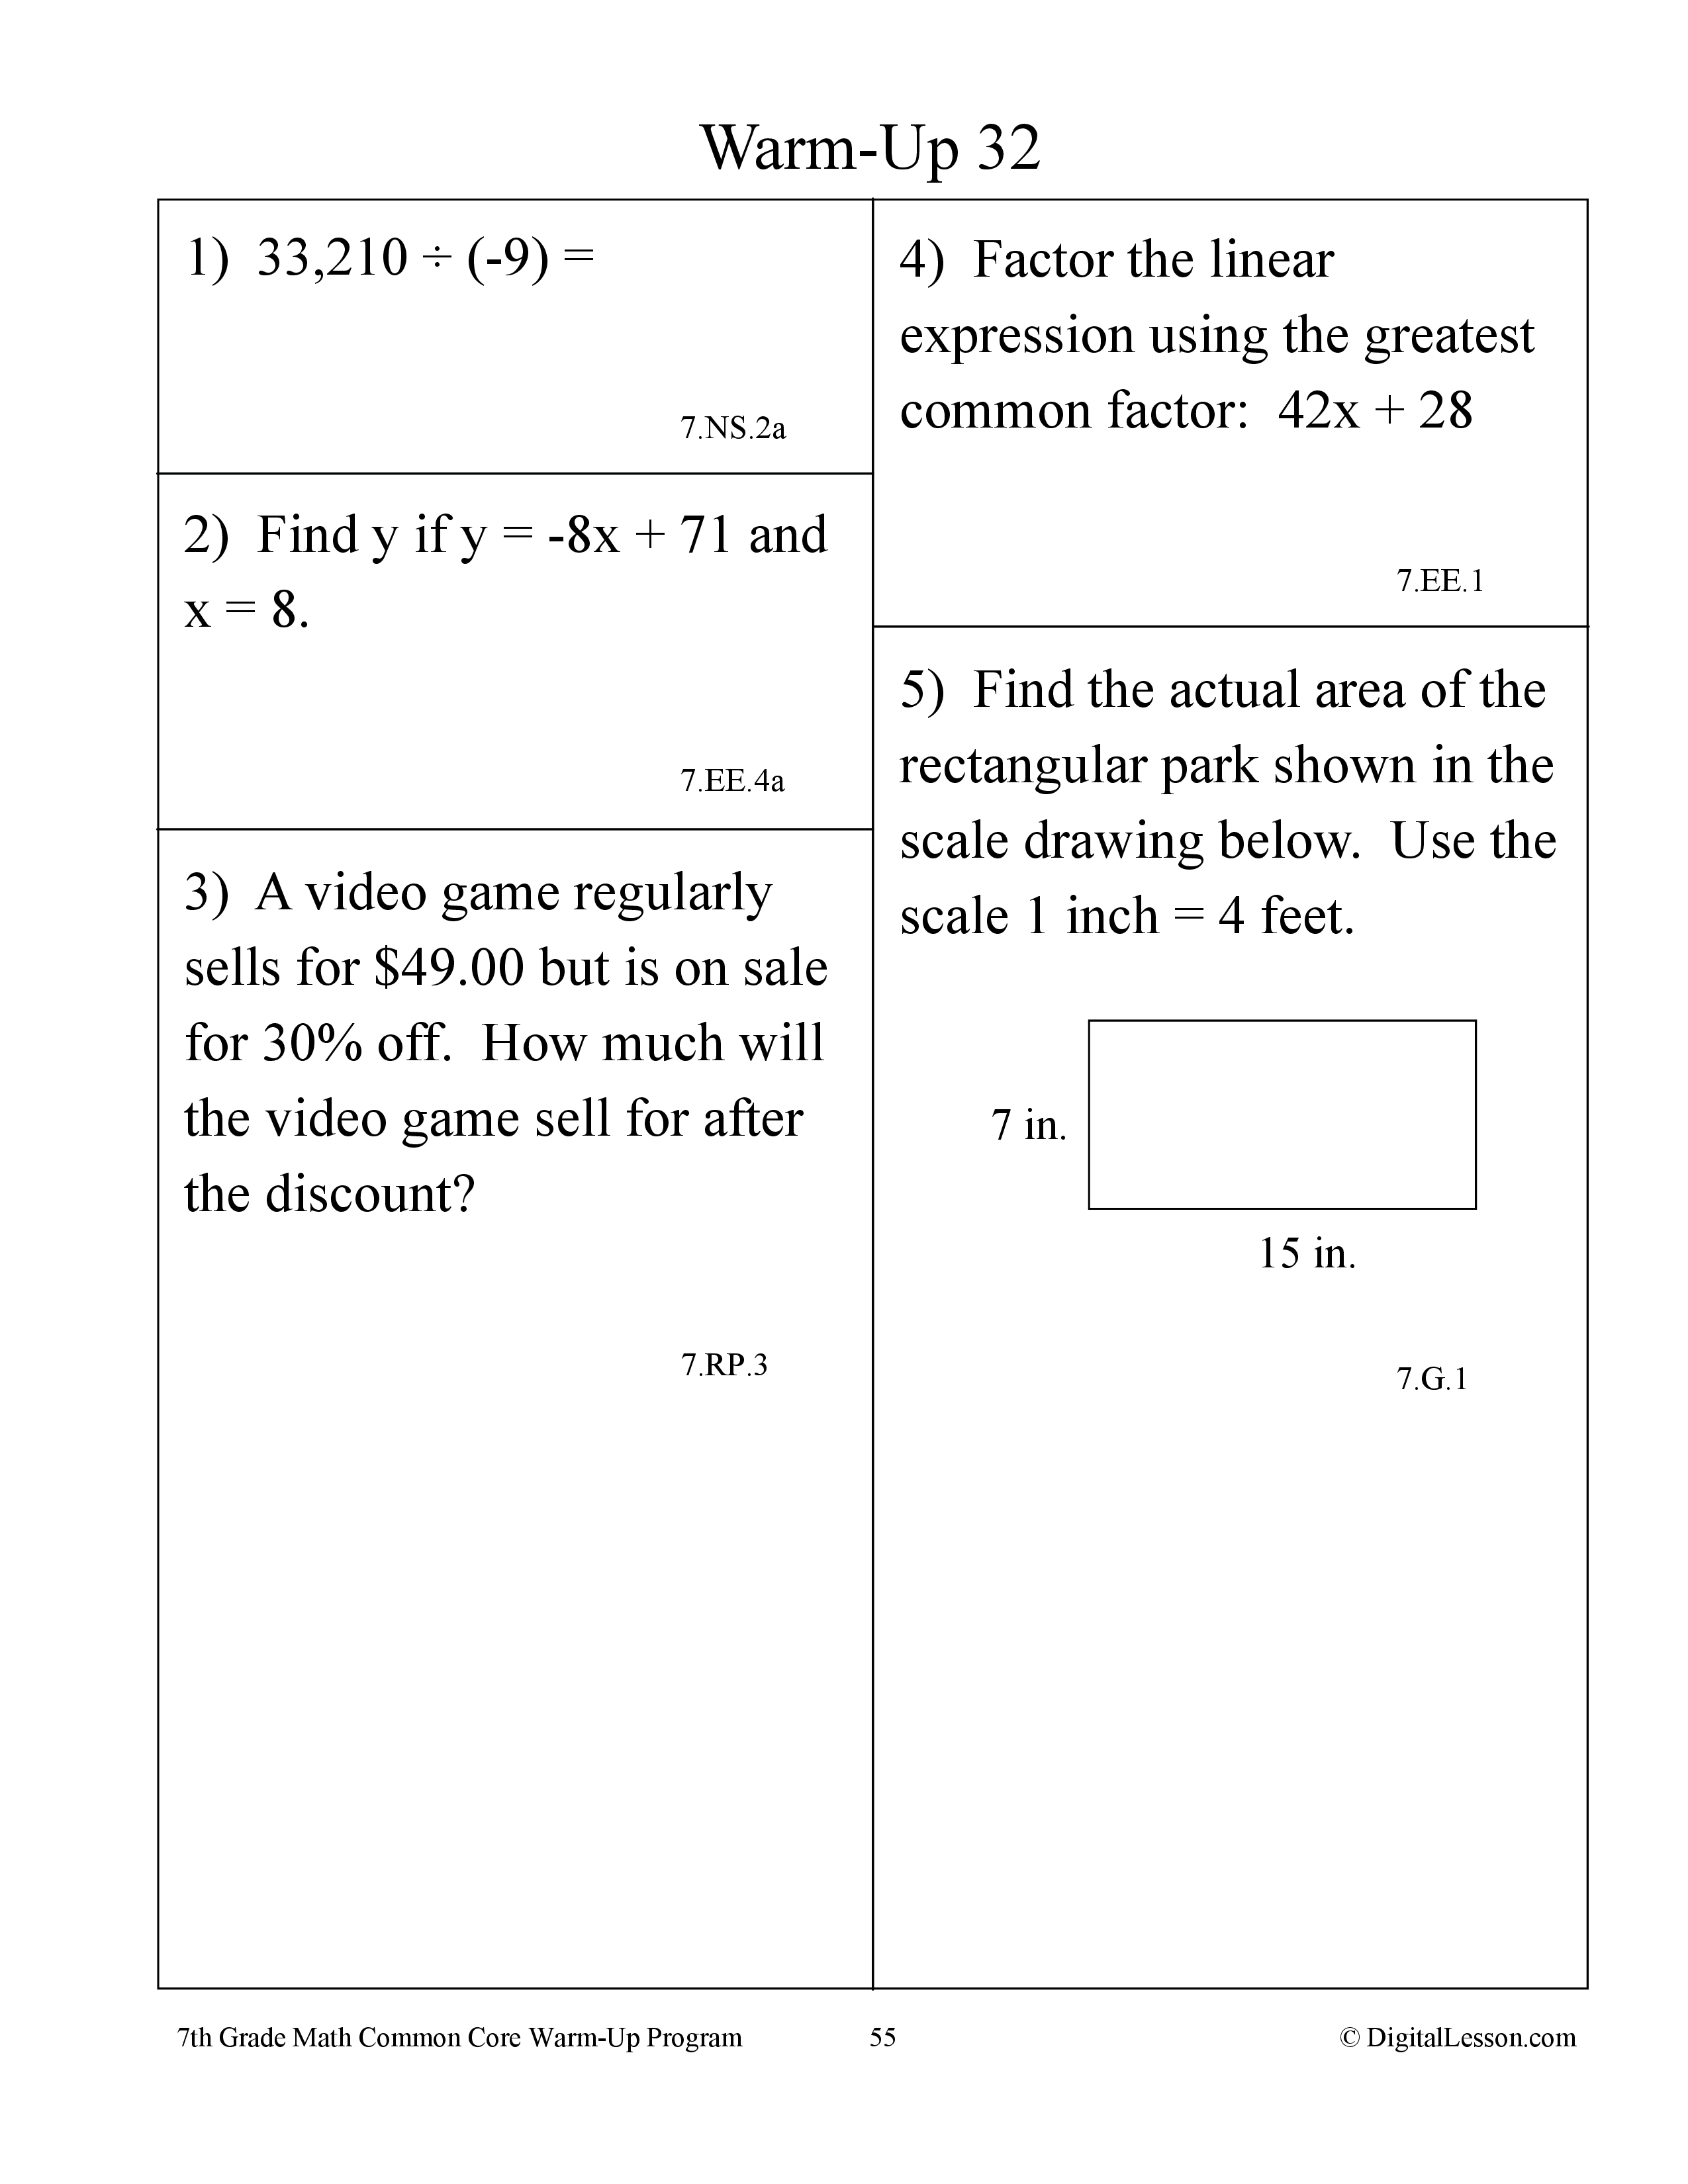 Warm-Up 32
1)  33,210 ÷ (-9) =
7.NS.2a
2)  Find y if y = -8x + 71 and
x = 8.
7.EE.4a
3)  A video game regularly
sells for $49.00 but is on sale
for 30% off.  How much will
the video game sell for after
the discount?
7.RP.3
4)  Factor the linear
expression using the greatest
common factor:  42x + 28
7.EE.1
5)  Find the actual area of the
rectangular park shown in the
scale drawing below.  Use the
scale 1 inch = 4 feet.
7 in.
15 in.
7.G.1
7th Grade Math Common Core Warm-Up Program 55 © DigitalLesson.com